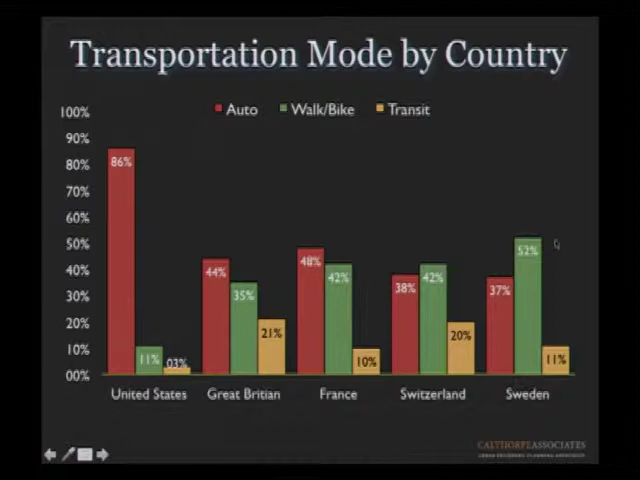 Transportation Mode by Country
Auto Walk/Bike Transit
100%
90%
80%
70%
60%
50%
40%
30%
20%
10%
00%
86% 11% 03%
44% 35% 21%
48% 42% 10%
38% 42% 20%
37% 52% 11%
United States Great Britian France Switzerland Sweden
CALTHORPEASSOCIATES